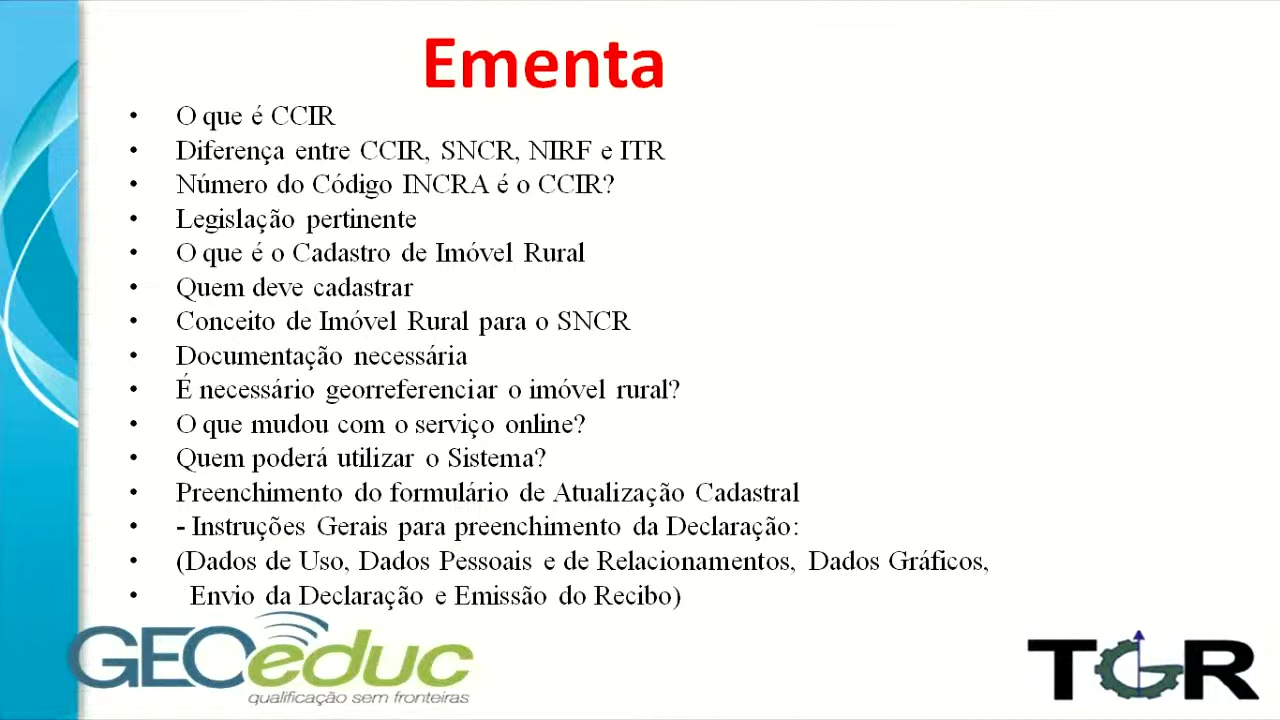 Ementa
• O que é CCIR
• Diferença entre CCIR, SNCR, NIRF e ITR
• Número do Código INCRA é o CCIR?
• Legislação pertinente
• O que é o Cadastro de Imóvel Rural
• Quem deve cadastrar
• Conceito de Imóvel Rural para o SNCR
• Documentação necessária
• É necessário georreferenciar o imóvel rural?
• O que mudou com o serviço online?
• Quem poderá utilizar o Sistema?
• Preenchimento do formulário de Atualização Cadastral
• - Instruções Gerais para preenchimento da Declaração:
• (Dados de Uso, Dados Pessoais e de Relacionamentos, Dados Gráficos,
• Envio da Declaração e Emissão do Recibo)
GEOeduc
qualificação sem fronteiras
TGR